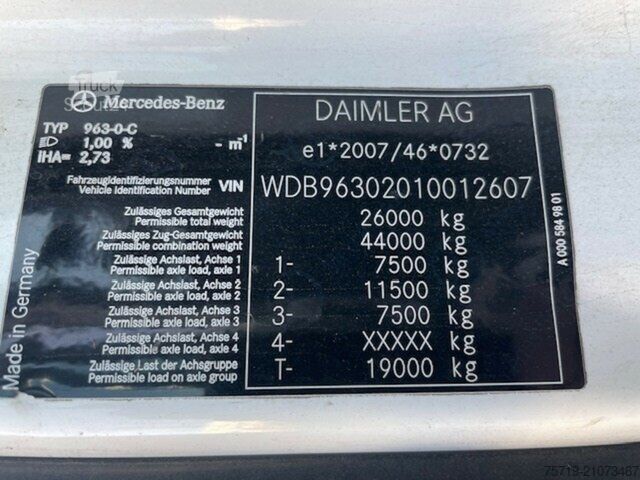 Truck
Schütz
Mercedes-Benz
TYP 963-0-C
1,00 % - m⁻¹
IHA= 2,73
Fahrzeugidentifizierungsnummer
Vehicle Identification Number VIN
Zulässiges Gesamtgewicht
Permissible total weight
Zulässiges Zug-Gesamtgewicht
Permissible combination weight
Zulässige Achslast, Achse 1
Permissible axle load, axle 1
Zulässige Achslast, Achse 2
Permissible axle load, axle 2
Zulässige Achslast, Achse 3
Permissible axle load, axle 3
Zulässige Achslast, Achse 4
Permissible axle load, axle 4
Zulässige Last der Achsgruppe
Permissible load on axle group
DAIMLER AG
e1*2007/46*0732
WDB96302010012607
26000 kg
44000 kg
1- 7500 kg
2- 11500 kg
3- 7500 kg
4- XXXXX kg
T- 19000 kg
Made in Germany
A 000 584 98 01
75719-21073467